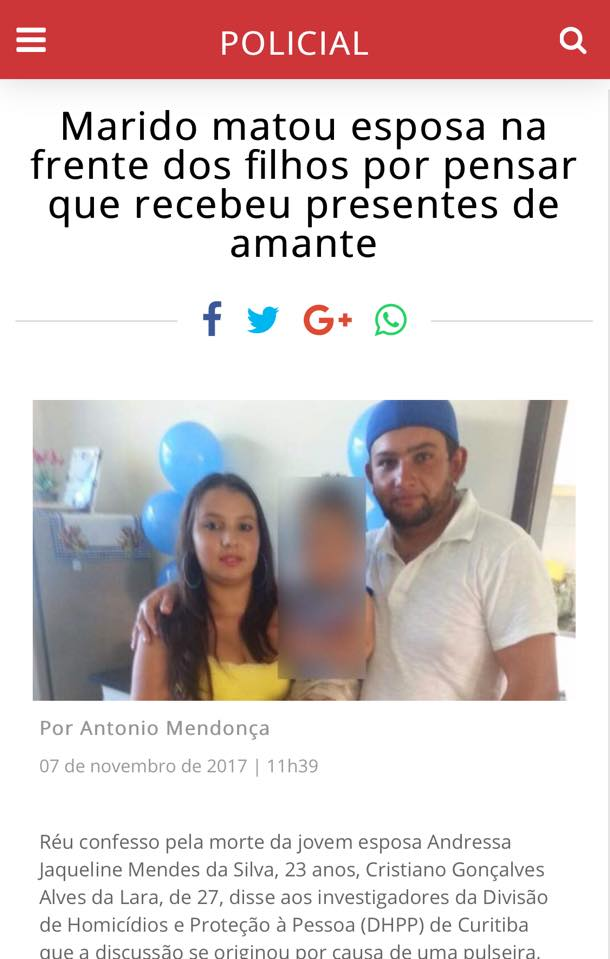 POLICIAL
Marido matou esposa na
frente dos filhos por pensar
que recebeu presentes de
amante
Por Antonio Mendonça
07 de novembro de 2017 | 11h39
Réu confesso pela morte da jovem esposa Andressa
Jaqueline Mendes da Silva, 23 anos, Cristiano Gonçalves
Alves da Lara, de 27, disse aos investigadores da Divisão
de Homicídios e Proteção à Pessoa (DHPP) de Curitiba
que a discussão se originou por causa de uma pulseira,